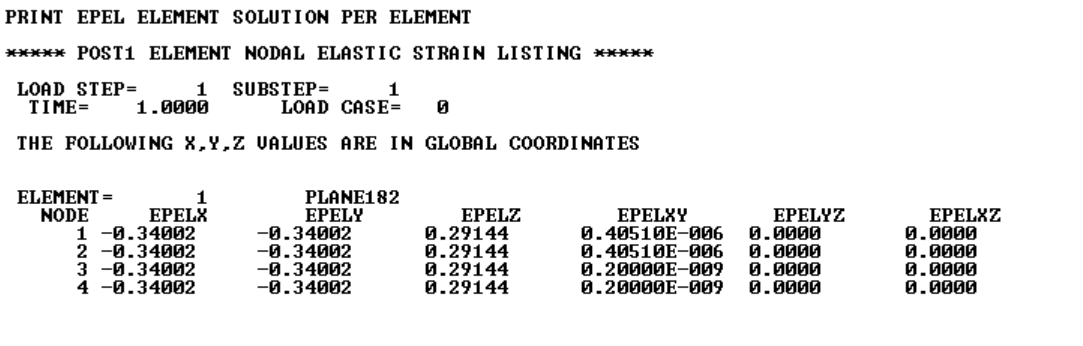 PRINT EPEL ELEMENT SOLUTION PER ELEMENT
***** POST1 ELEMENT NODAL ELASTIC STRAIN LISTING *****
LOAD STEP= 1 SUBSTEP= 1
TIME= 1.0000 LOAD CASE= 0
THE FOLLOWING X,Y,Z VALUES ARE IN GLOBAL COORDINATES
ELEMENT= 1 PLANE182
NODE EPELX EPELY EPELZ EPELXY EPELYZ EPELXZ
1 -0.34002 -0.34002 0.29144 0.40510E-006 0.0000 0.0000
2 -0.34002 -0.34002 0.29144 0.40510E-006 0.0000 0.0000
3 -0.34002 -0.34002 0.29144 0.20000E-009 0.0000 0.0000
4 -0.34002 -0.34002 0.29144 0.20000E-009 0.0000 0.0000